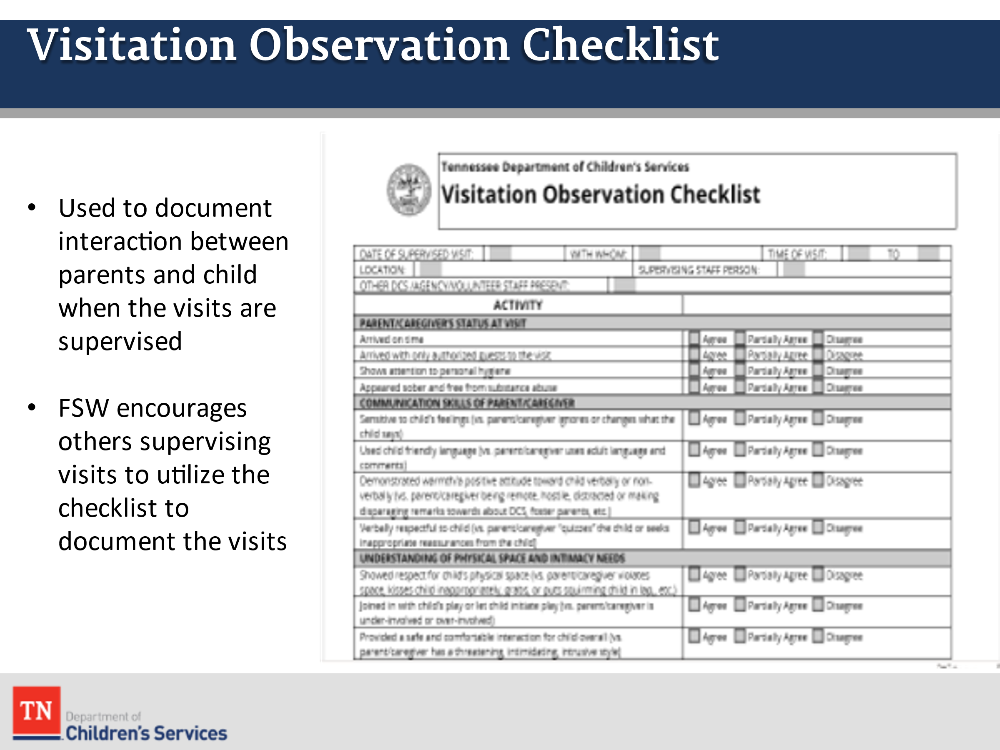 Visitation Observation Checklist
• Used to document
interaction between
parents and child
when the visits are
supervised
• FSW encourages
others supervising
visits to utilize the
checklist to
document the visits
Tennessee Department of Children's Services
Visitation Observation Checklist
DATE OF SUPERVISED VISIT: WITH WHOM: TIME OF VISIT: TO
LOCATION: SUPERVISING STAFF PERSON:
OTHER DCS /AGENCY/VOLUNTEER STAFF PRESENT:
ACTIVITY
PARENT/CAREGIVER'S STATUS AT VISIT
Arrived on time Agree Partially Agree Disagree
Arrived with only authorized guests to the visit Agree Partially Agree Disagree
Shows attention to personal hygiene Agree Partially Agree Disagree
Appeared sober and free from substance abuse Agree Partially Agree Disagree
COMMUNICATION SKILLS OF PARENT/CAREGIVER
Sensitive to child's feelings (vs. parent/caregiver ignores or changes what the Agree Partially Agree Disagree
child says)
Used child friendly language (vs. parent/caregiver uses adult language and Agree Partially Agree Disagree
comments)
Demonstrated warmth/a positive attitude toward child verbally or non- Agree Partially Agree Disagree
verbally (vs. parent/caregiver being remote, hostile, distracted or making
disparaging remarks towards about DCS, foster parents, etc.)
Verbally respectful to child (vs. parent/caregiver "quizzes" the child or seeks Agree Partially Agree Disagree
inappropriate reassurances from the child)
UNDERSTANDING OF PHYSICAL SPACE AND INTIMACY NEEDS
Showed respect for child's physical space (vs. parent/caregiver violates Agree Partially Agree Disagree
space, kisses child inappropriately, grabs, or puts squirming child in lap, etc.)
Joined in with child's play or let child initiate play (vs. parent/caregiver is Agree Partially Agree Disagree
under-involved or over-involved)
Provided a safe and comfortable interaction for child overall (vs. Agree Partially Agree Disagree
parent/caregiver has a threatening, intimidating, intrusive style)
TN
Department of
Children's Services